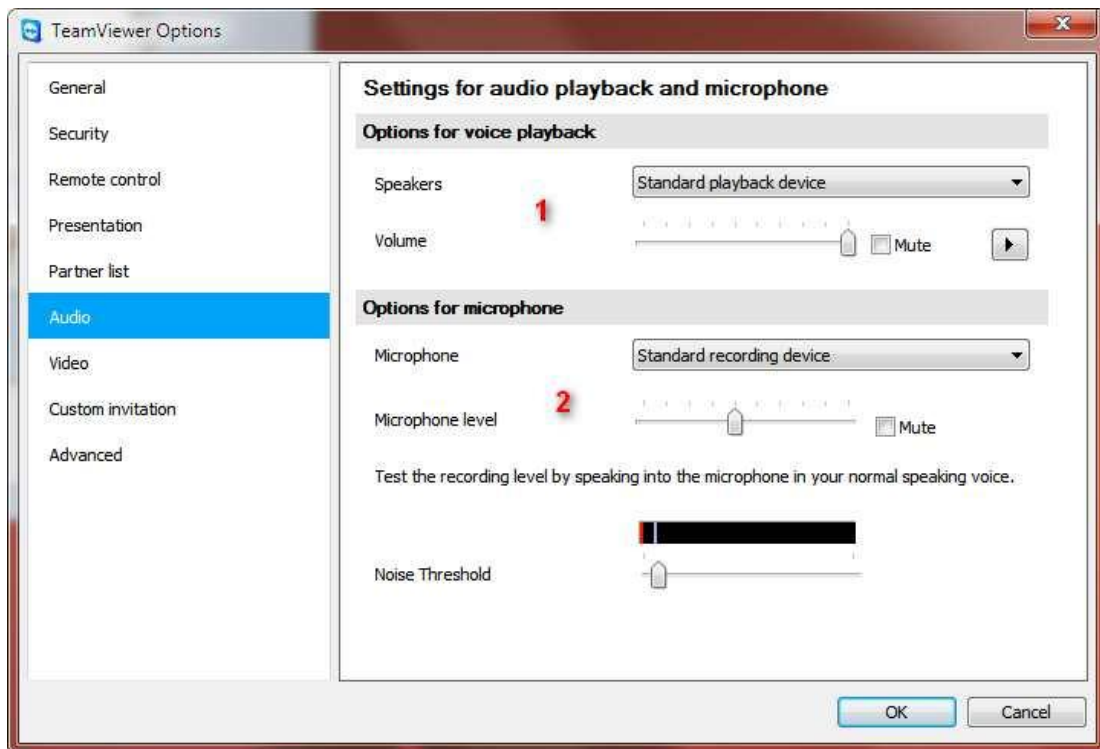 TeamViewer Options
General
Security
Remote control
Presentation
Partner list
Audio
Video
Custom invitation
Advanced
Settings for audio playback and microphone
Options for voice playback
Speakers
Standard playback device
1
Volume
Mute
Options for microphone
Microphone
Standard recording device
2
Microphone level
Mute
Test the recording level by speaking into the microphone in your normal speaking voice.
Noise Threshold
OK
Cancel